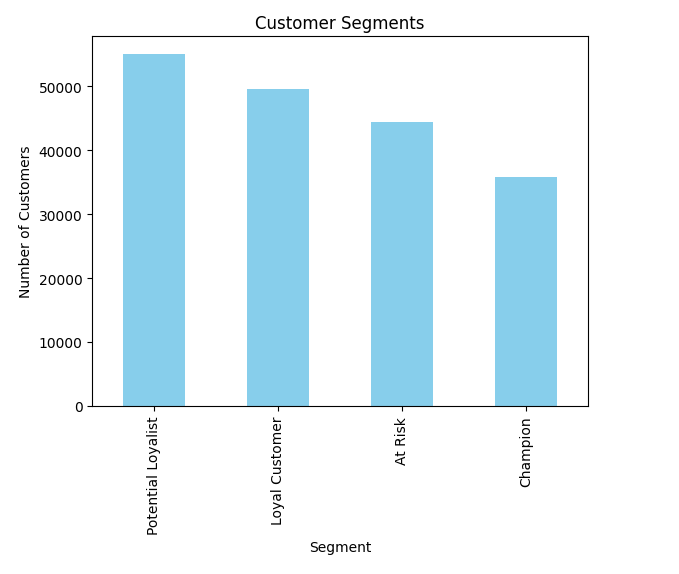 Customer Segments
Number of Customers
50000
40000
30000
20000
10000
0
Potential Loyalist
Loyal Customer
At Risk
Champion
Segment